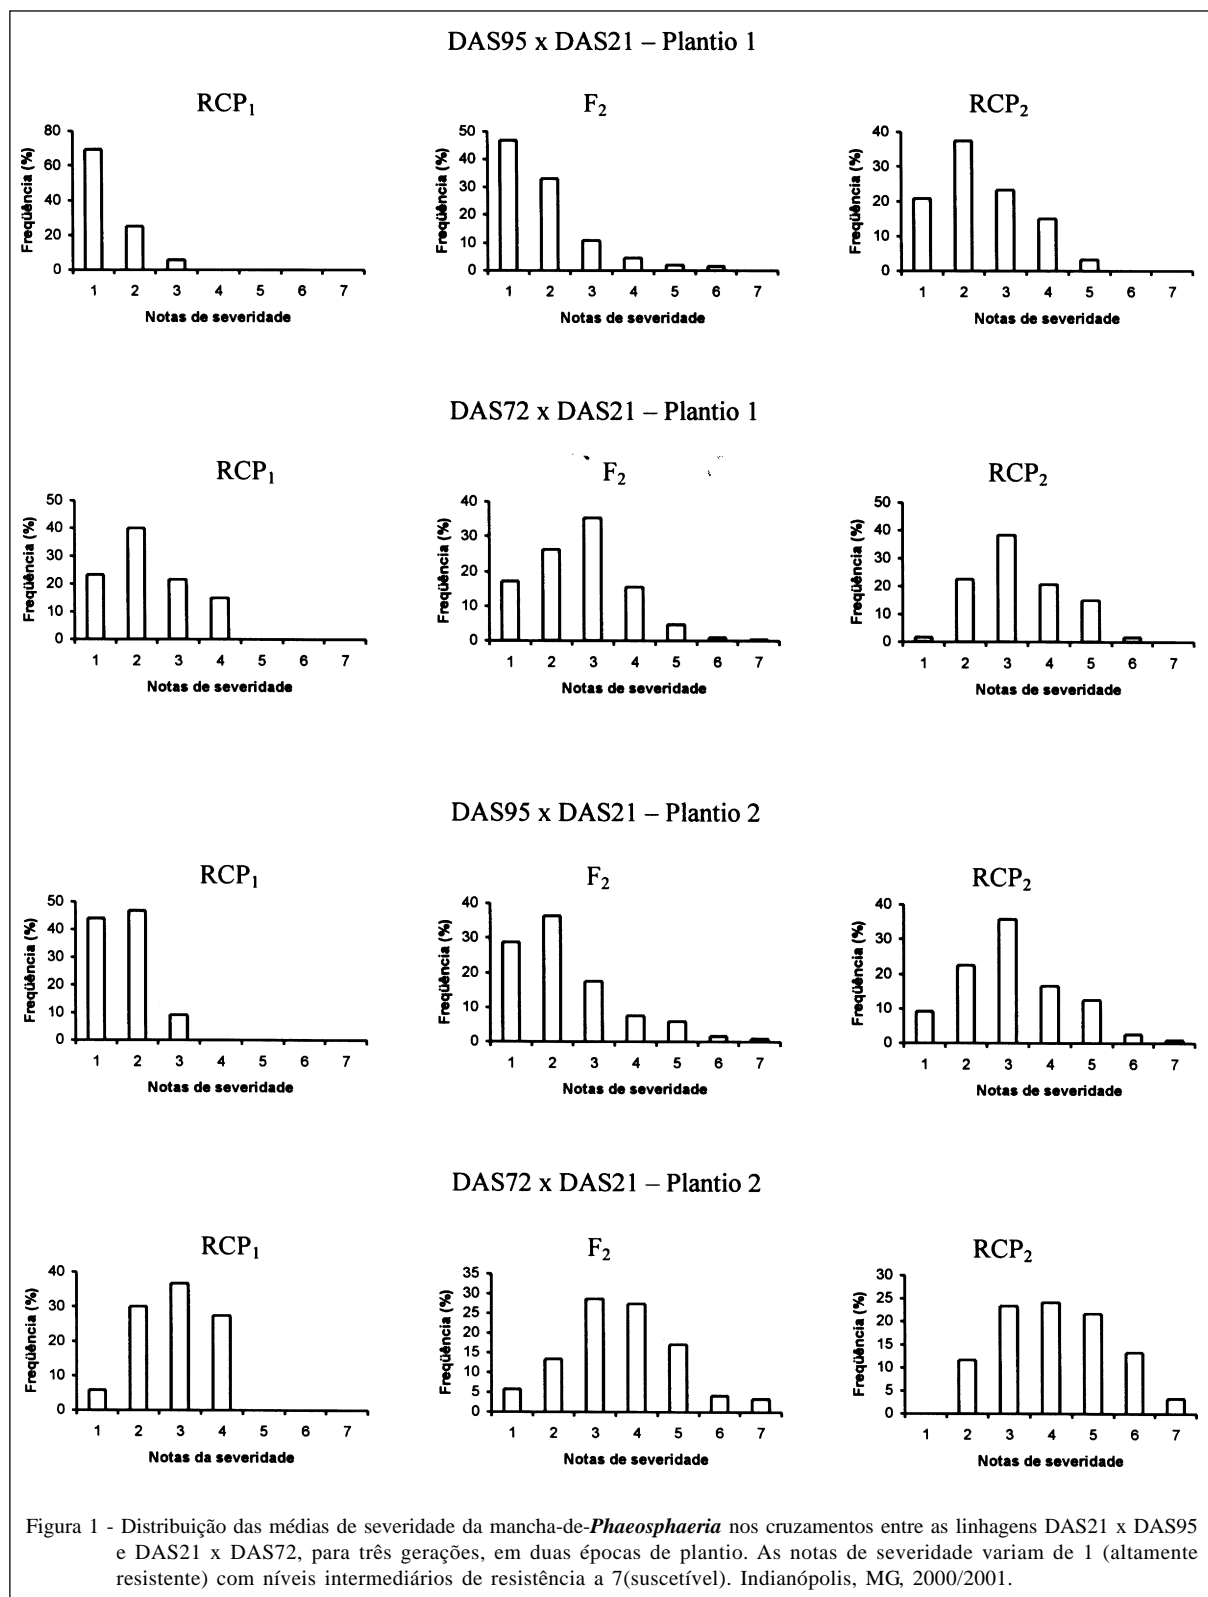 DAS95 x DAS21 – Plantio 1
RCP1
F2
RCP2
Freqüência (%)
80
60
40
20
0
1 2 3 4 5 6 7
Notas de severidade
Freqüência (%)
50
40
30
20
10
0
1 2 3 4 5 6 7
Notas de severidade
Freqüência (%)
40
30
20
10
0
1 2 3 4 5 6 7
Notas de severidade
DAS72 x DAS21 – Plantio 1
RCP1
F2
RCP2
Freqüência (%)
50
40
30
20
10
0
1 2 3 4 5 6 7
Notas de severidade
Freqüência (%)
40
30
20
10
0
1 2 3 4 5 6 7
Notas de severidade
Freqüência (%)
50
40
30
20
10
0
1 2 3 4 5 6 7
Notas de severidade
DAS95 x DAS21 – Plantio 2
RCP1
F2
RCP2
Freqüência (%)
50
40
30
20
10
0
1 2 3 4 5 6 7
Notas de severidade
Freqüência (%)
40
30
20
10
0
1 2 3 4 5 6 7
Notas de severidade
Freqüência (%)
40
30
20
10
0
1 2 3 4 5 6 7
Notas de severidade
DAS72 x DAS21 – Plantio 2
RCP1
F2
RCP2
Freqüência (%)
40
30
20
10
0
1 2 3 4 5 6 7
Notas da severidade
Freqüência (%)
35
30
25
20
15
10
5
0
1 2 3 4 5 6 7
Notas de severidade
Freqüência (%)
30
25
20
15
10
5
0
1 2 3 4 5 6 7
Notas de severidade
Figura 1 - Distribuição das médias de severidade da mancha-de-Phaeosphaeria nos cruzamentos entre as linhagens DAS21 x DAS95
e DAS21 x DAS72, para três gerações, em duas épocas de plantio. As notas de severidade variam de 1 (altamente
resistente) com níveis intermediários de resistência a 7(suscetível). Indianópolis, MG, 2000/2001.